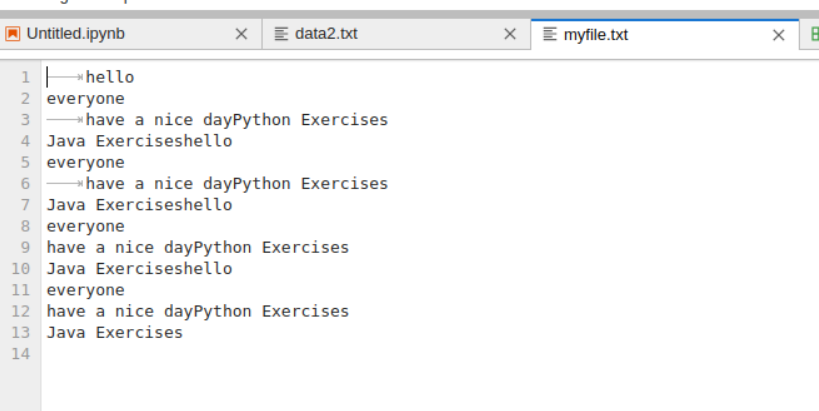 Untitled.ipynb
data2.txt
myfile.txt
1 hello
2 everyone
3 have a nice dayPython Exercises
4 Java Exerciseshello
5 everyone
6 have a nice dayPython Exercises
7 Java Exerciseshello
8 everyone
9 have a nice dayPython Exercises
10 Java Exerciseshello
11 everyone
12 have a nice dayPython Exercises
13 Java Exercises
14